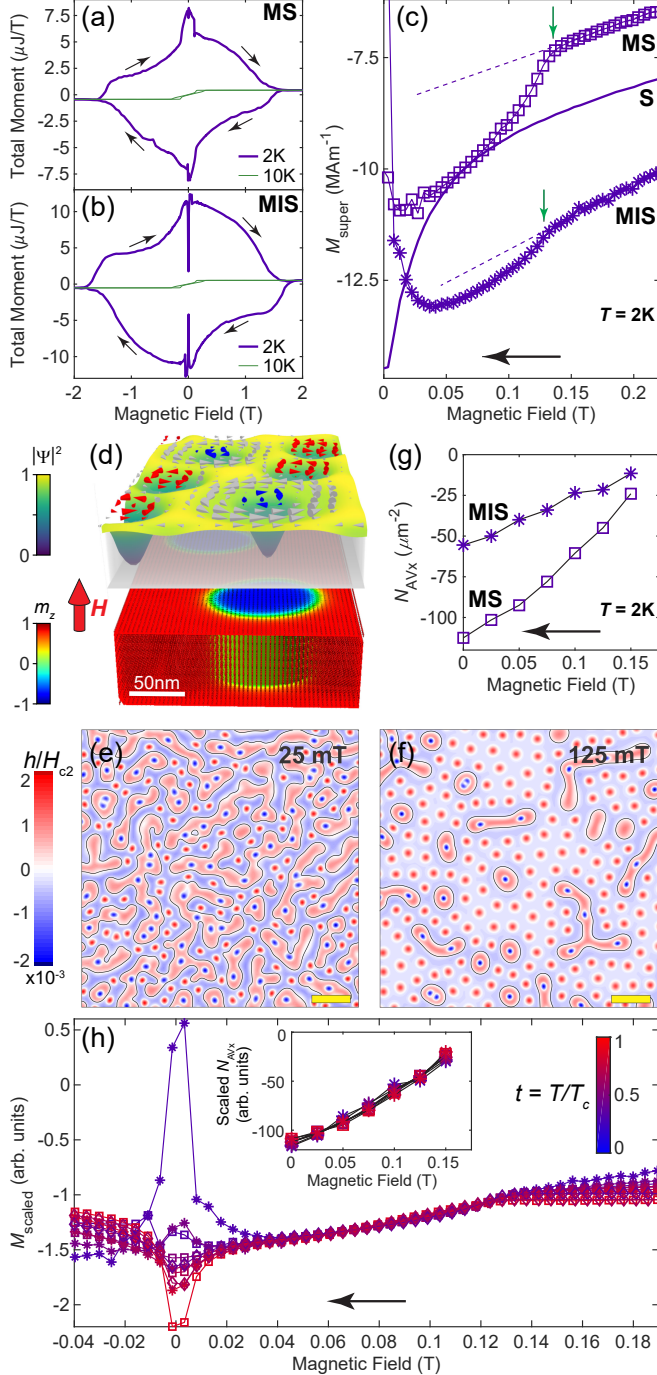 (a)
MS
Total Moment (μJ/T)
7.5
5
2.5
0
-2.5
-5
-7.5
2K
10K
(b)
MIS
Total Moment (μJ/T)
10
5
0
-5
-10
2K
10K
-2
-1
0
1
2
Magnetic Field (T)
(c)
MS
S
MIS
M_super (MAm⁻¹)
-7.5
-10
-12.5
T = 2K
0
0.05
0.1
0.15
0.2
Magnetic Field (T)
(d)
|Ψ|²
1
0
m_z
1
0
-1
H
50nm
(g)
N_AVx (μm⁻²)
0
-25
-50
-75
-100
MIS
MS
T = 2K
0
0.05
0.1
0.15
Magnetic Field (T)
h/H_c2
2
1
0
-1
-2
x10⁻³
(e)
25 mT
(f)
125 mT
(h)
M_scaled (arb. units)
0.5
0
-0.5
-1
-1.5
-2
Scaled N_AVx
(arb. units)
0
-50
-100
0
0.05
0.10
0.15
Magnetic Field (T)
t = T/T_c
1
0.5
0
-0.04
-0.02
0
0.02
0.04
0.06
0.08
0.1
0.12
0.14
0.16
0.18
Magnetic Field (T)